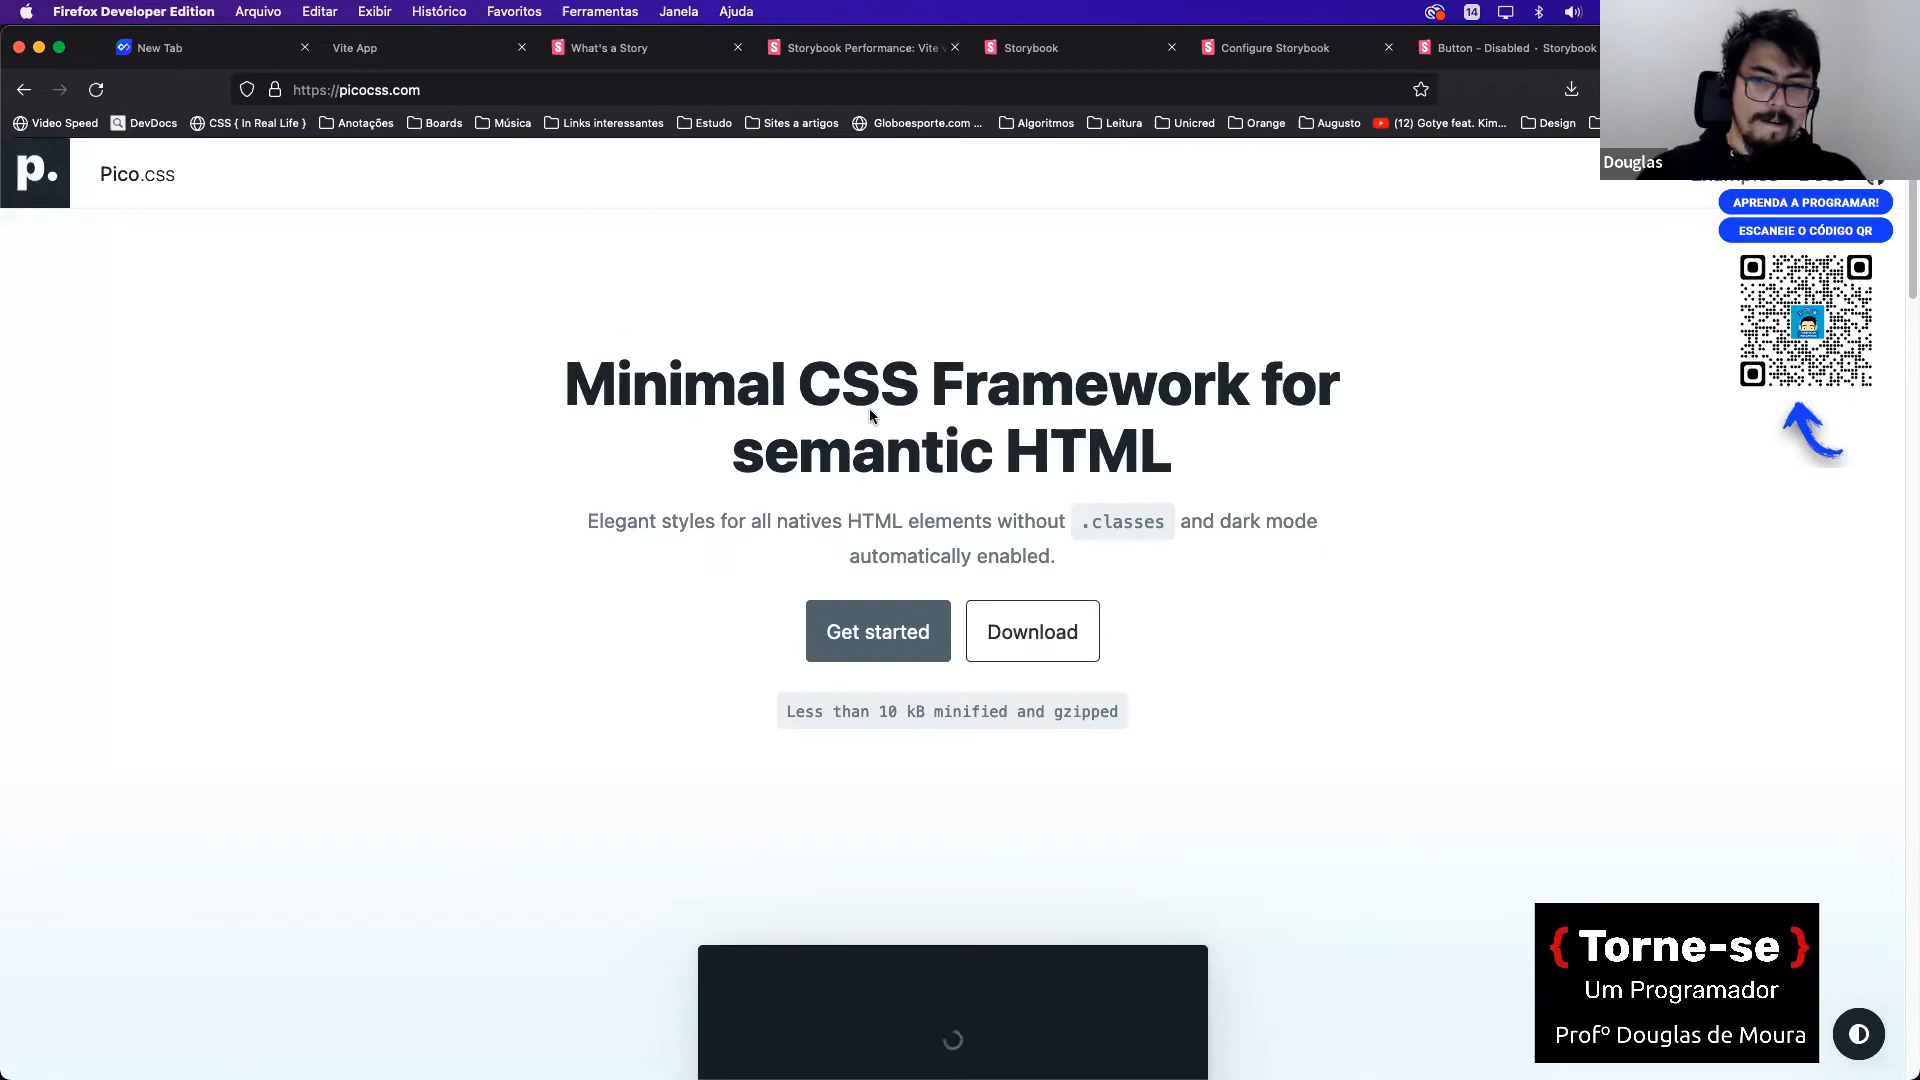 Firefox Developer Edition Arquivo Editar Exibir Histórico Favoritos Ferramentas Janela Ajuda 14
New Tab Vite App What's a Story Storybook Performance: Vite Storybook Configure Storybook Button - Disabled · Storybook
https://picocss.com
Video Speed DevDocs CSS { In Real Life } Anotações Boards Música Links interessantes Estudo Sites a artigos Globoesporte.com ... Algoritmos Leitura Unicred Orange Augusto (12) Gotye feat. Kim... Design
Douglas
p. Pico.css
APRENDA A PROGRAMAR!
ESCANEIE O CÓDIGO QR
Minimal CSS Framework for
semantic HTML
Elegant styles for all natives HTML elements without .classes and dark mode
automatically enabled.
Get started Download
Less than 10 kB minified and gzipped
{ Torne-se }
Um Programador
Profº Douglas de Moura